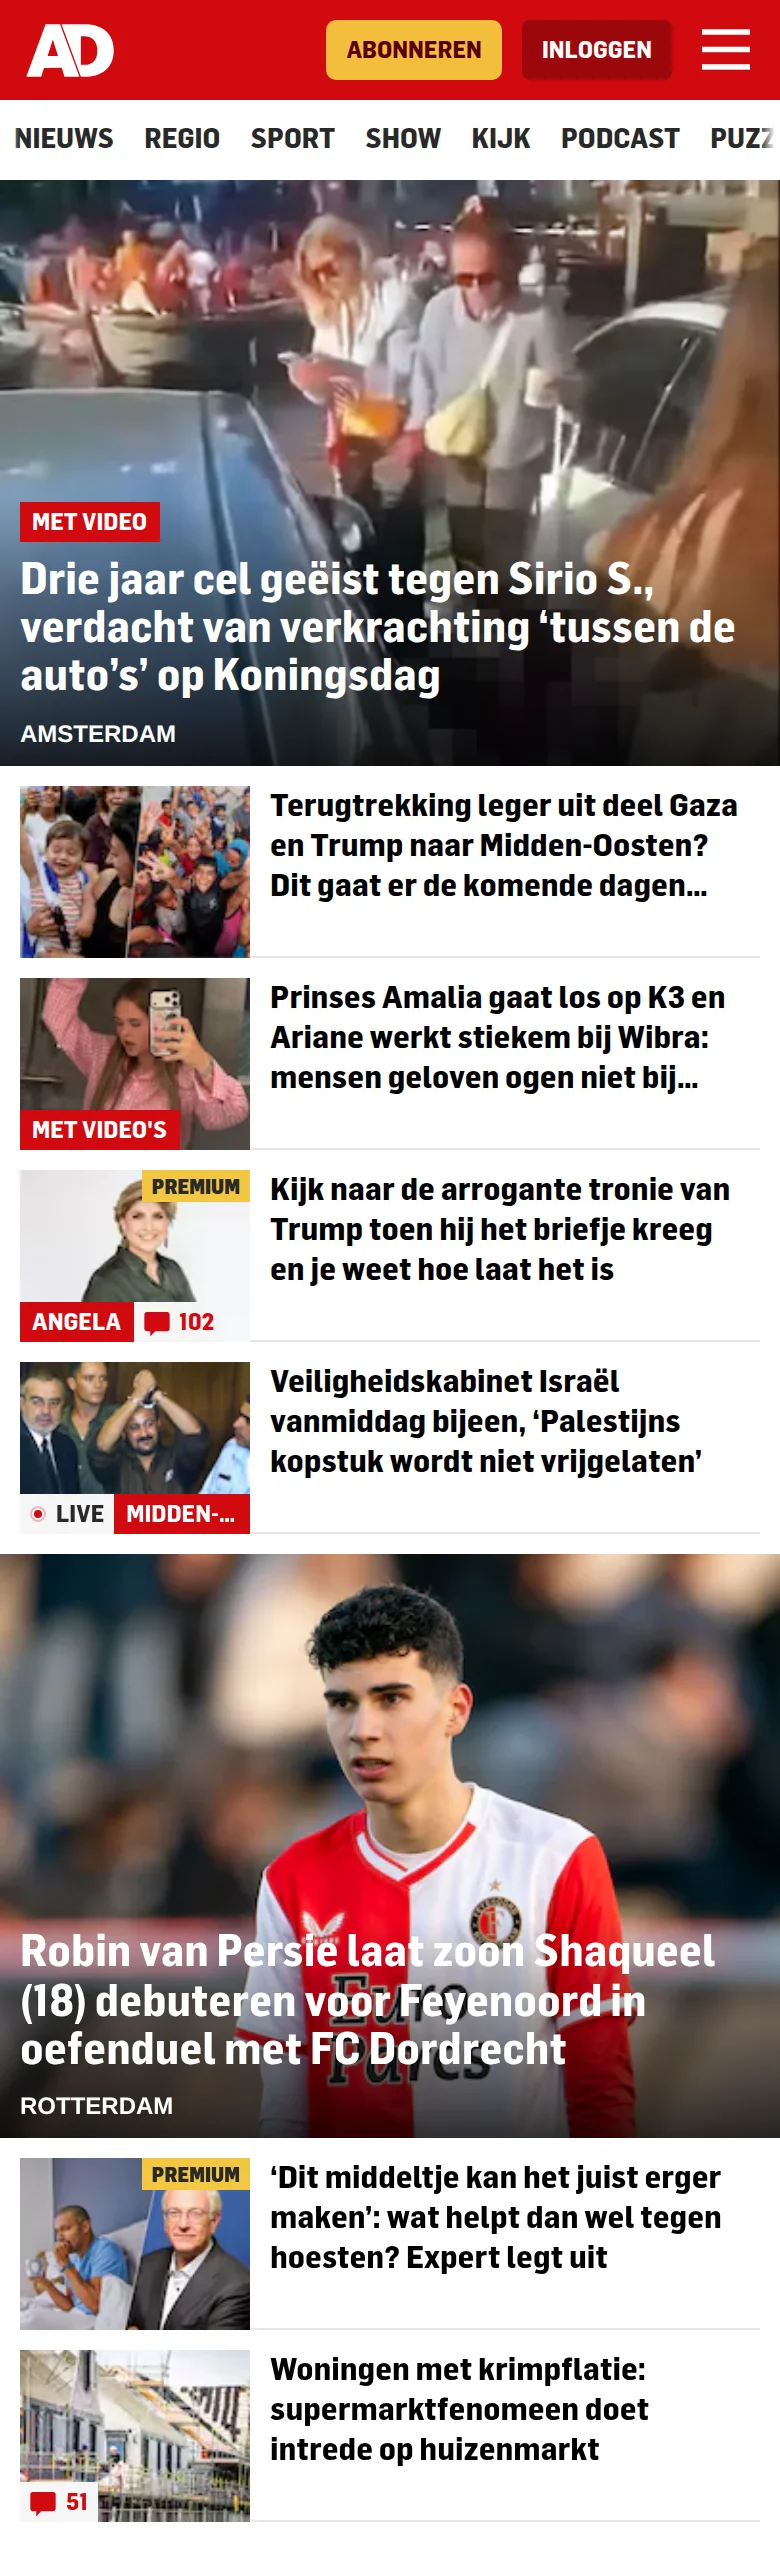 AD
ABONNEREN
INLOGGEN
NIEUWS REGIO SPORT SHOW KIJK PODCAST PUZZ
MET VIDEO
Drie jaar cel geëist tegen Sirio S.,
verdacht van verkrachting ‘tussen de
auto’s’ op Koningsdag
AMSTERDAM
Terugtrekking leger uit deel Gaza
en Trump naar Midden-Oosten?
Dit gaat er de komende dagen...
MET VIDEO'S
Prinses Amalia gaat los op K3 en
Ariane werkt stiekem bij Wibra:
mensen geloven ogen niet bij...
PREMIUM
ANGELA 102
Kijk naar de arrogante tronie van
Trump toen hij het briefje kreeg
en je weet hoe laat het is
LIVE MIDDEN-...
Veiligheidskabinet Israël
vanmiddag bijeen, ‘Palestijns
kopstuk wordt niet vrijgelaten’
Robin van Persie laat zoon Shaqueel
(18) debuteren voor Feyenoord in
oefenduel met FC Dordrecht
Euro
Parcs
ROTTERDAM
PREMIUM
‘Dit middeltje kan het juist erger
maken’: wat helpt dan wel tegen
hoesten? Expert legt uit
51
Woningen met krimpflatie:
supermarktfenomeen doet
intrede op huizenmarkt